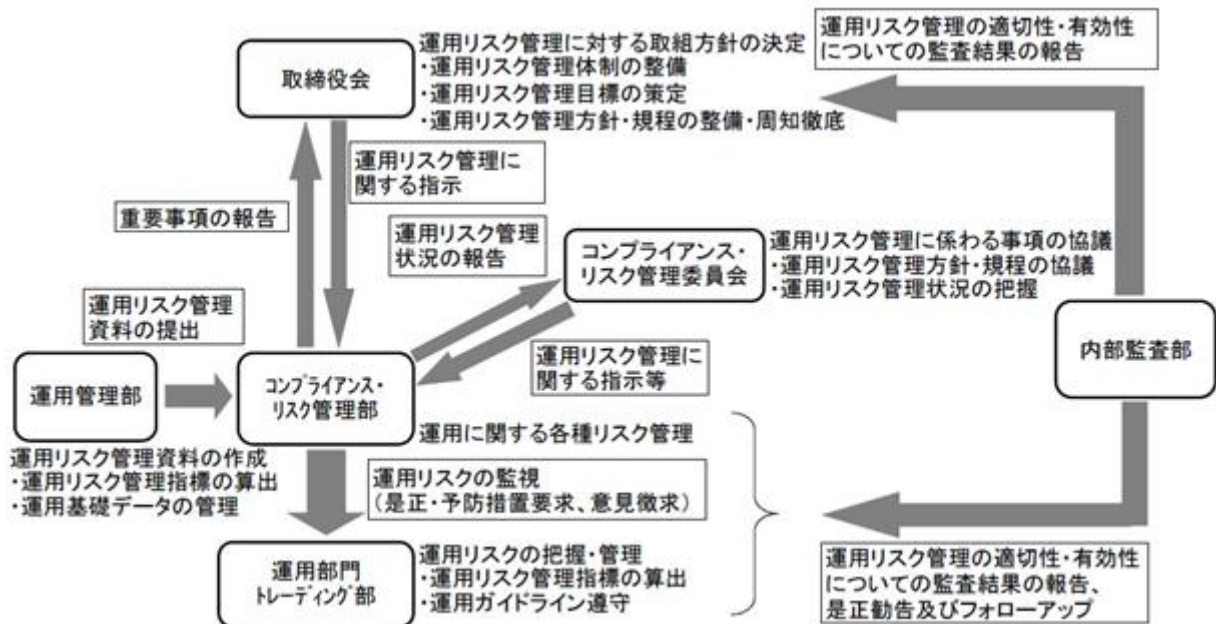 取締役会
運用リスク管理に対する取組方針の決定
・運用リスク管理体制の整備
・運用リスク管理目標の策定
・運用リスク管理方針・規程の整備・周知徹底
運用リスク管理の適切性・有効性
についての監査結果の報告
運用リスク管理に
関する指示
重要事項の報告
運用リスク管理
状況の報告
コンプライアンス・
リスク管理委員会
運用リスク管理に係わる事項の協議
・運用リスク管理方針・規程の協議
・運用リスク管理状況の把握
運用リスク管理
資料の提出
運用リスク管理に
関する指示等
内部監査部
運用管理部
コンプライアンス・
リスク管理部
運用に関する各種リスク管理
運用リスク管理資料の作成
・運用リスク管理指標の算出
・運用基礎データの管理
運用リスクの監視
(是正・予防措置要求、意見徴求)
運用部門
トレーディング部
運用リスクの把握・管理
・運用リスク管理指標の算出
・運用ガイドライン遵守
運用リスク管理の適切性・有効性
についての監査結果の報告、
是正勧告及びフォローアップ